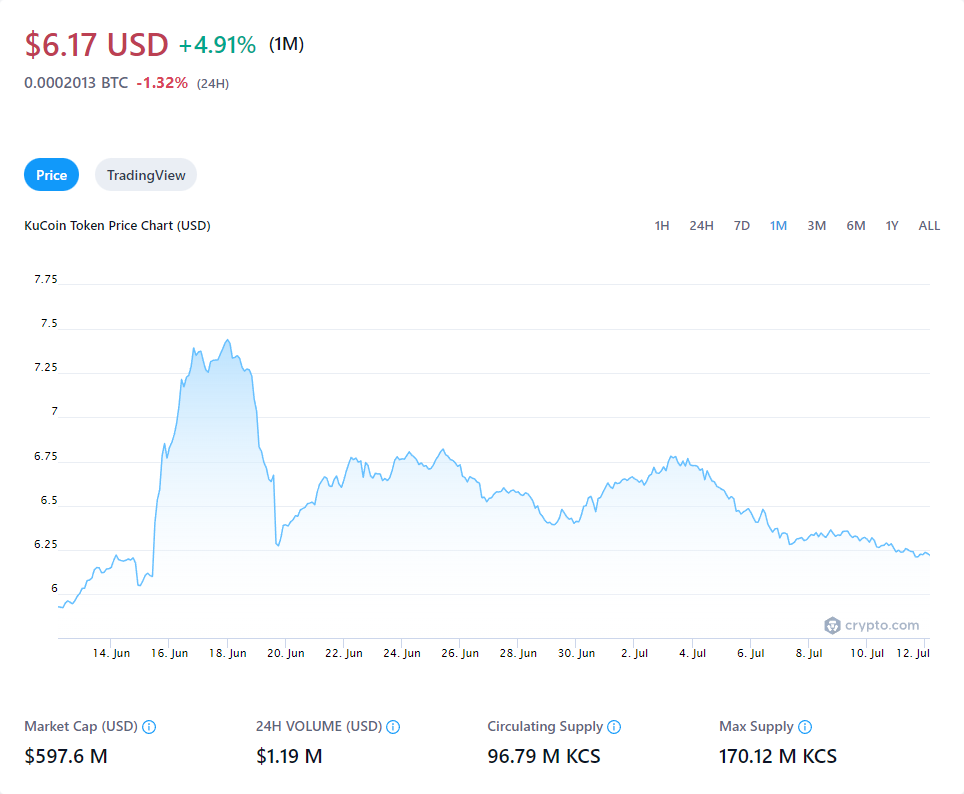 $6.17 USD +4.91% (1M)
0.0002013 BTC -1.32% (24H)
Price TradingView
KuCoin Token Price Chart (USD) 1H 24H 7D 1M 3M 6M 1Y ALL
7.75
7.5
7.25
7
6.75
6.5
6.25
6
crypto.com
14. Jun 16. Jun 18. Jun 20. Jun 22. Jun 24. Jun 26. Jun 28. Jun 30. Jun 2. Jul 4. Jul 6. Jul 8. Jul 10. Jul 12. Jul
Market Cap (USD) 24H VOLUME (USD) Circulating Supply Max Supply
$597.6 M $1.19 M 96.79 M KCS 170.12 M KCS